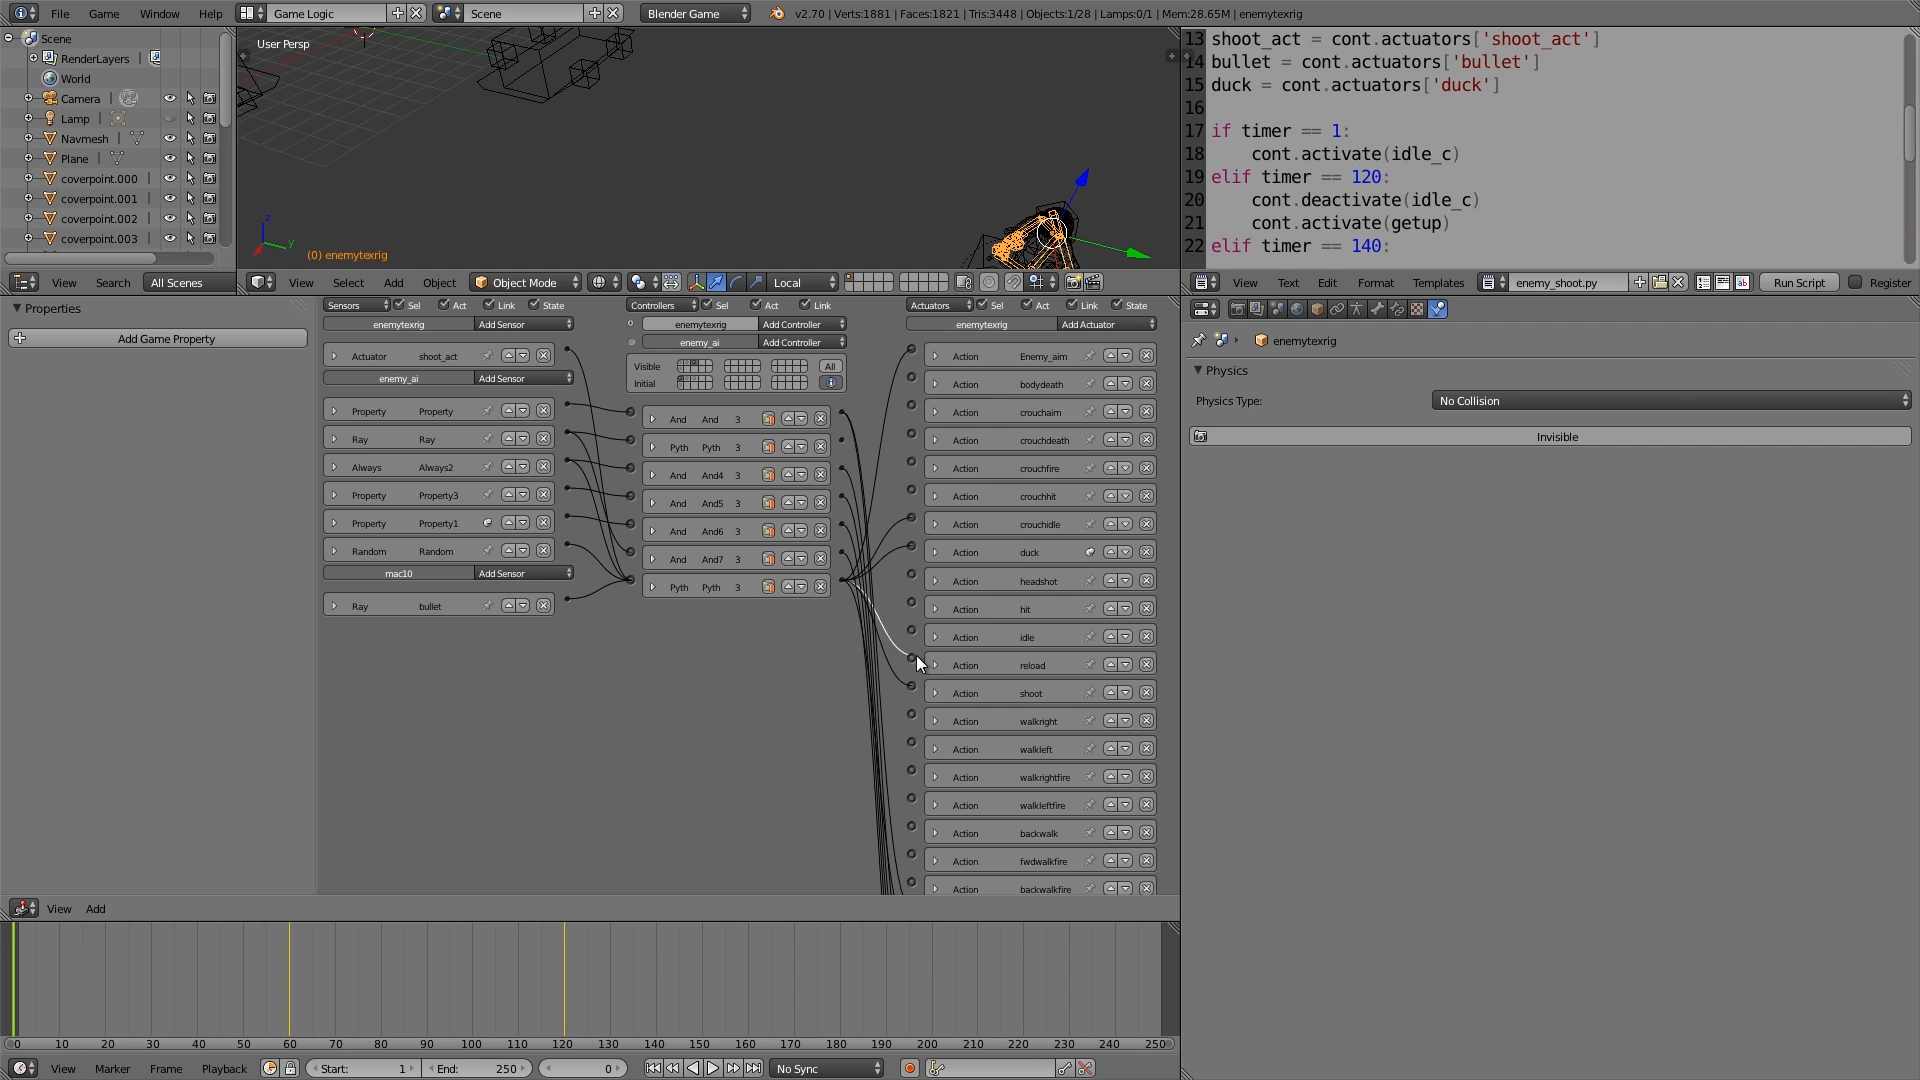 File Game Window Help Game Logic Scene Blender Game v2.70 | Verts:1881 | Faces:1821 | Tris:3448 | Objects:1/28 | Lamps:0/1 | Mem:28.65M | enemytexrig
Scene
RenderLayers |
World
Camera |
Lamp |
Navmesh |
Plane |
coverpoint.000 |
coverpoint.001 |
coverpoint.002 |
coverpoint.003 |
View Search All Scenes
User Persp
z
y
(0) enemytexrig
View Select Add Object Object Mode Local
13 shoot_act = cont.actuators['shoot_act']
14 bullet = cont.actuators['bullet']
15 duck = cont.actuators['duck']
16
17 if timer == 1:
18 cont.activate(idle_c)
19 elif timer == 120:
20 cont.deactivate(idle_c)
21 cont.activate(getup)
22 elif timer == 140:
View Text Edit Format Templates enemy_shoot.py Run Script Register
Properties
Add Game Property
Sensors Sel Act Link State
enemytexrig Add Sensor
Actuator shoot_act
enemy_ai Add Sensor
Property Property
Ray Ray
Always Always2
Property Property3
Property Property1
Random Random
mac10 Add Sensor
Ray bullet
Controllers Sel Act Link
enemytexrig Add Controller
enemy_ai Add Controller
Visible All
Initial
And And 3
Pyth Pyth 3
And And4 3
And And5 3
And And6 3
And And7 3
Pyth Pyth 3
Actuators Sel Act Link State
enemytexrig Add Actuator
Action Enemy_aim
Action bodydeath
Action crouchaim
Action crouchdeath
Action crouchfire
Action crouchhit
Action crouchidle
Action duck
Action headshot
Action hit
Action idle
Action reload
Action shoot
Action walkright
Action walkleft
Action walkrightfire
Action walkleftfire
Action backwalk
Action fwdwalkfire
Action backwalkfire
View Add
enemytexrig
Physics
Physics Type: No Collision
Invisible
0 10 20 30 40 50 60 70 80 90 100 110 120 130 140 150 160 170 180 190 200 210 220 230 240 250
View Marker Frame Playback Start: 1 End: 250 0 No Sync